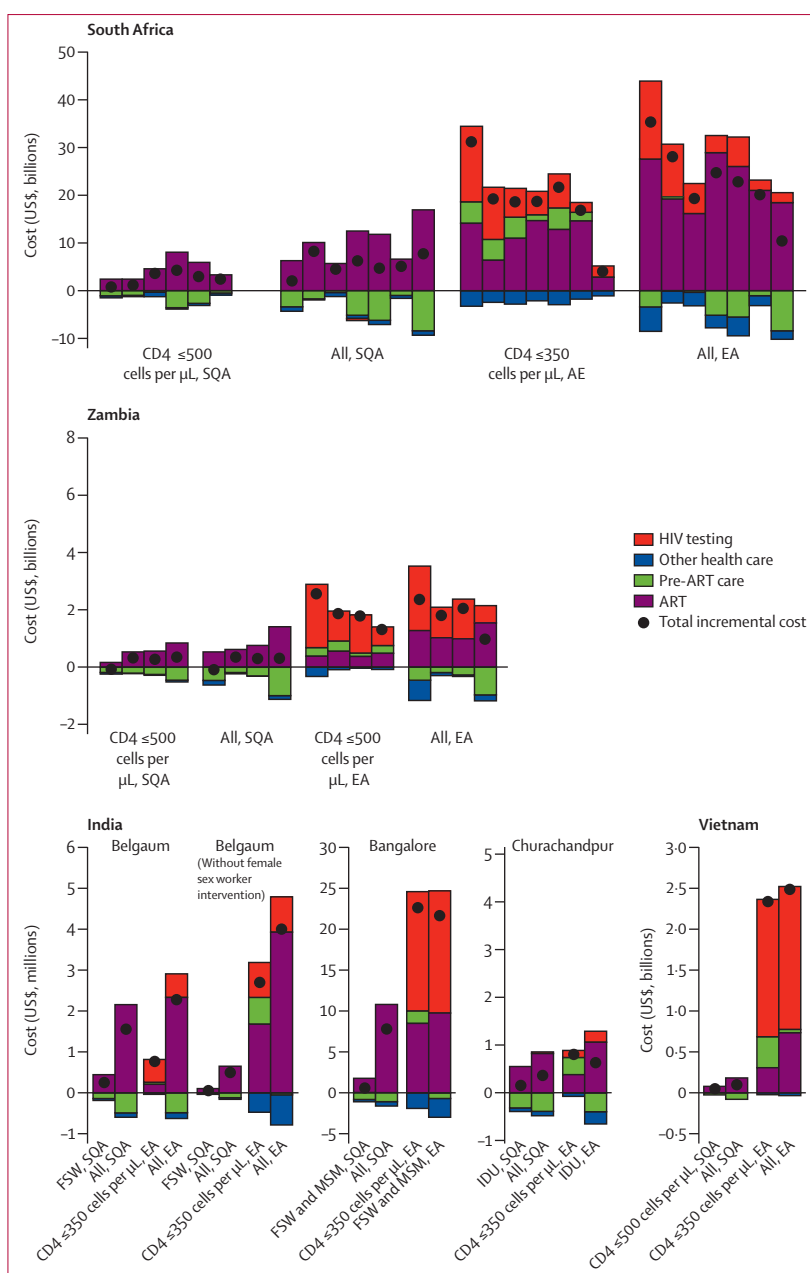 South Africa
50
40
30
20
10
0
–10
Cost (US$, billions)
CD4 ≤500
cells per µL, SQA
All, SQA
CD4 ≤350
cells per µL, AE
All, EA
Zambia
8
6
4
2
0
–2
Cost (US$, billions)
HIV testing
Other health care
Pre-ART care
ART
Total incremental cost
CD4 ≤500
cells per
µL, SQA
All, SQA
CD4 ≤500
cells per
µL, EA
All, EA
India
Vietnam
Belgaum
Belgaum
(Without female
sex worker
intervention)
Bangalore
Churachandpur
6
5
4
3
2
1
0
–1
Cost (US$, millions)
FSW, SQA
All, SQA
CD4 ≤350 cells per µL, EA
All, EA
FSW, SQA
All, SQA
CD4 ≤350 cells per µL, EA
All, EA
30
25
20
15
10
5
0
–5
FSW and MSM, SQA
All, SQA
CD4 ≤350 cells per µL, EA
FSW and MSM, EA
5
4
3
2
1
0
–1
IDU, SQA
All, SQA
CD4 ≤350 cells per µL, EA
IDU, EA
3·0
2·5
2·0
1·5
1·0
0·5
0
–0·5
Cost (US$, billions)
CD4 ≤500 cells per µL, SQA
All, SQA
CD4 ≤350 cells per µL, EA
All, EA